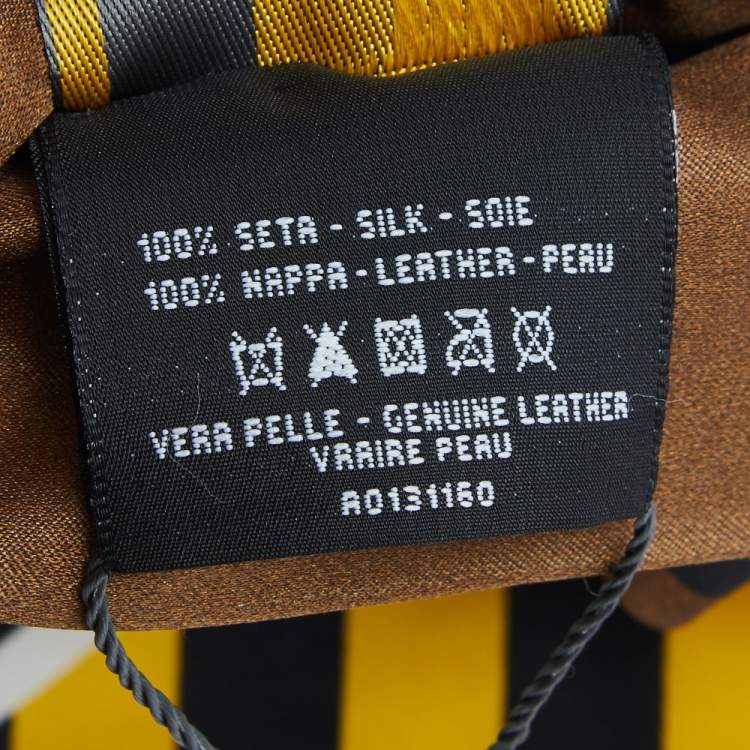 100% SETA - SILK - SOIE
100% NAPPA - LEATHER - PEAU
VERA PELLE - GENUINE LEATHER
VRAIRE PEAU
A0131160